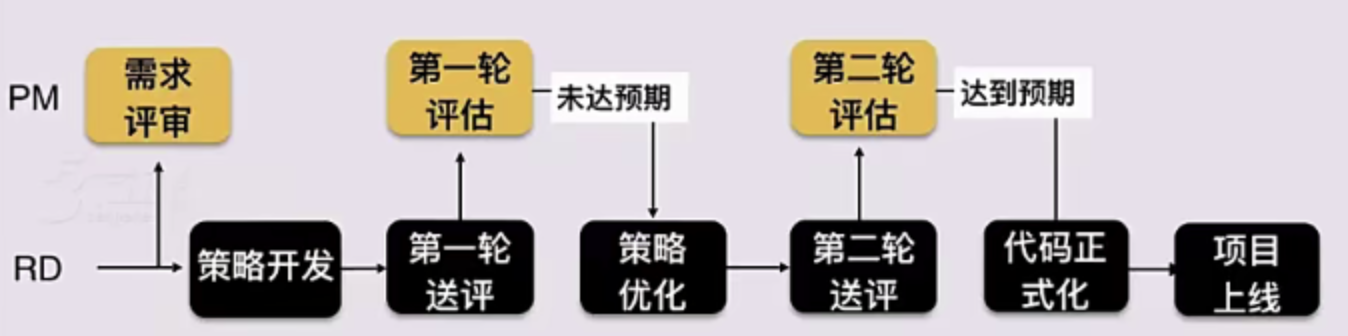 PM
需求
评审
第一轮
评估
未达预期
第二轮
评估
达到预期
RD
策略开发
第一轮
送评
策略
优化
第二轮
送评
代码正
式化
项目
上线